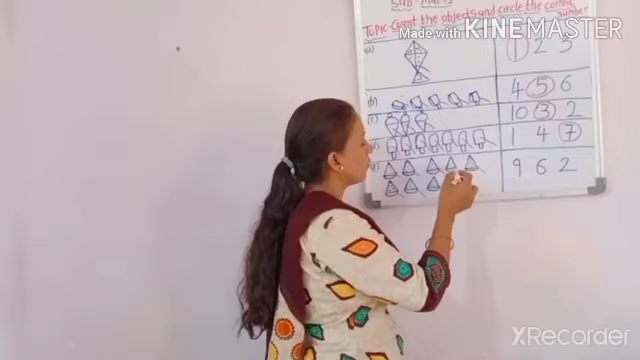 SUB- MATHS
TOPIC- Count the objects and circle the correct number
Made with KINEMASTER
(a) 1 2 3
(b) 4 5 6
(c) 10 3 2
1 4 7
9 6 2
XRecorder